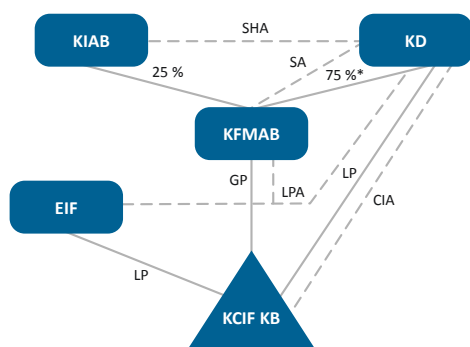 SHA
KIAB
KD
SA
25 %
75 %*
KFMAB
GP
LPA
LP
CIA
EIF
LP
KCIF KB